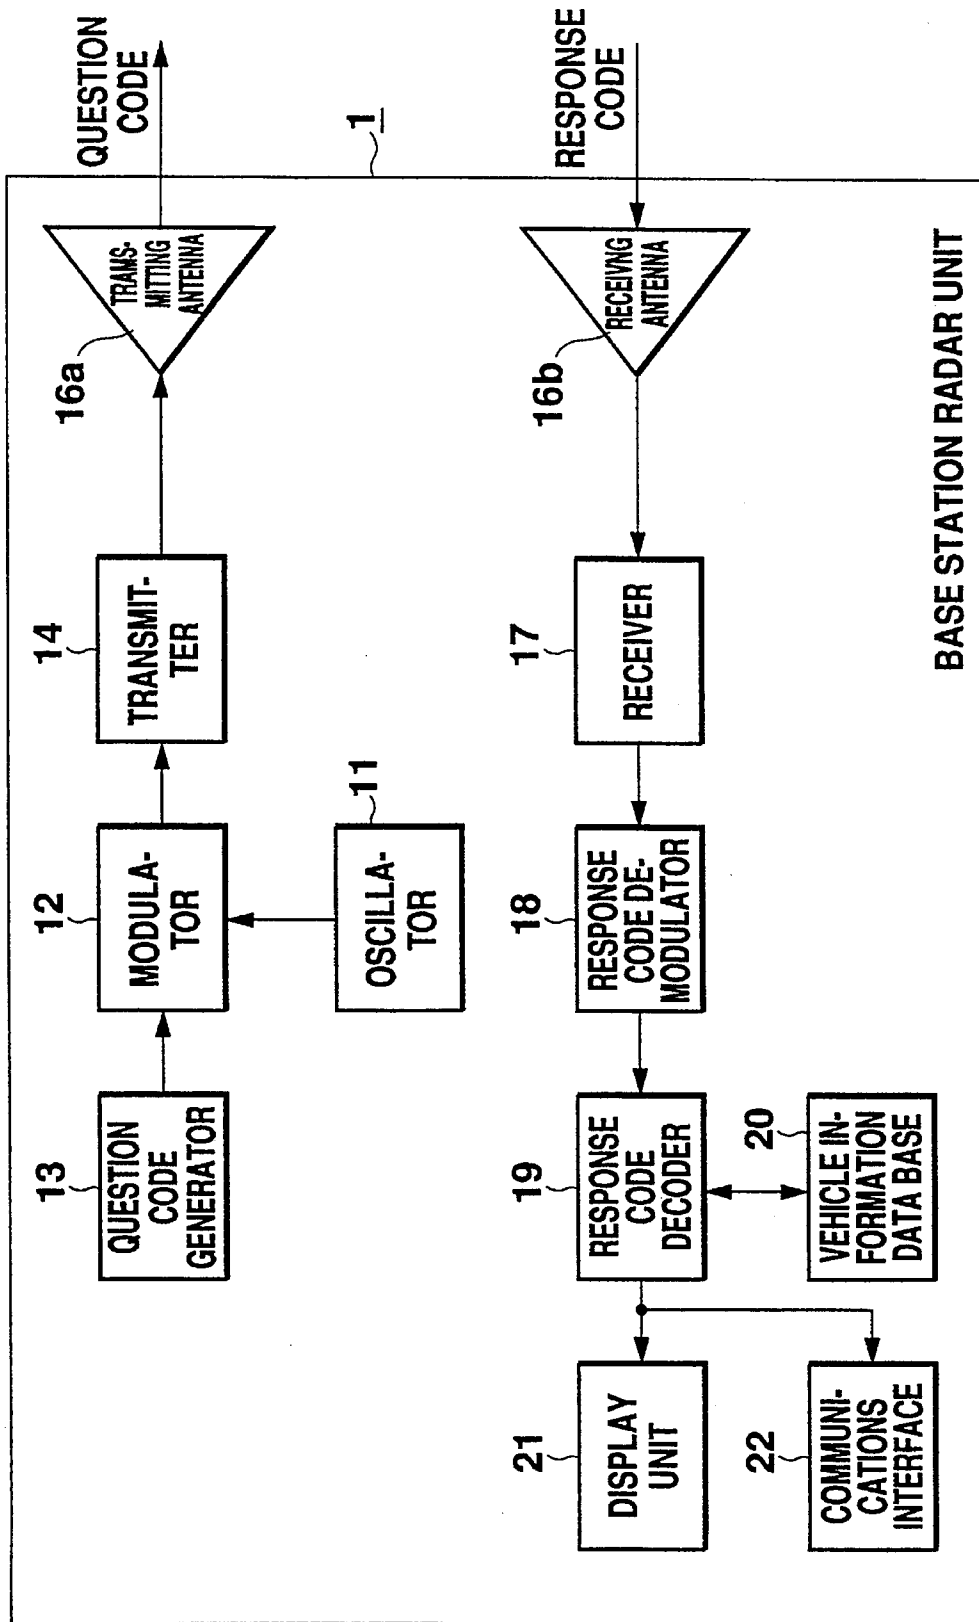 QUESTION
CODE
1
RESPONSE
CODE
16a
TRAMS-
MITTING
ANTENNA
14
TRANSMIT-
TER
12
MODULA-
TOR
11
OSCILLA-
TOR
13
QUESTION
CODE
GENERATOR
16b
RECEIVNG
ANTENNA
17
RECEIVER
18
RESPONSE
CODE DE-
MODULATOR
19
RESPONSE
CODE
DECODER
20
VEHICLE IN-
FORMATION
DATA BASE
21
DISPLAY
UNIT
22
COMMUNI-
CATIONS
INTERFACE
BASE STATION RADAR UNIT